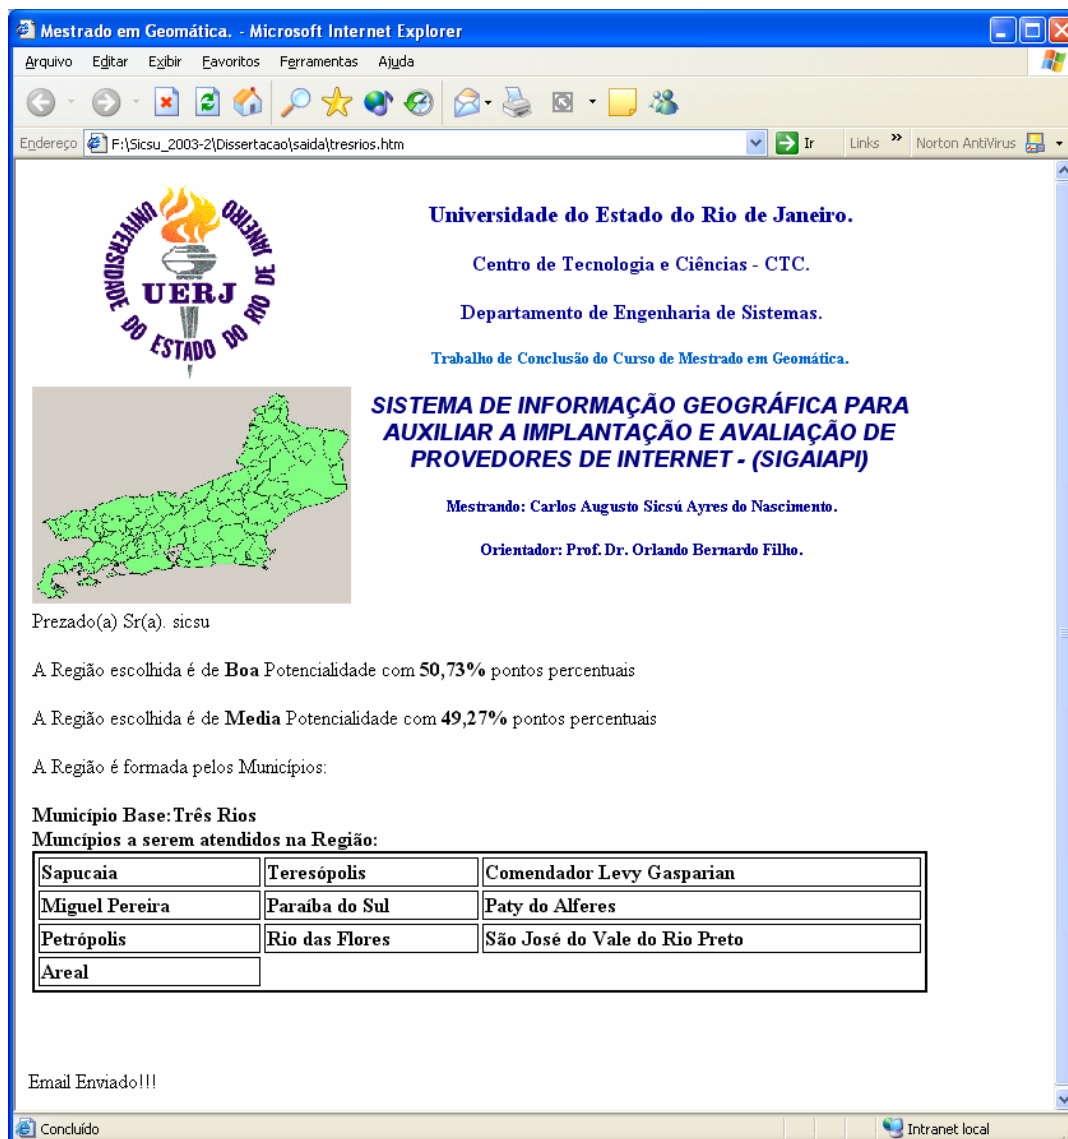 Mestrado em Geomática. - Microsoft Internet Explorer
Arquivo Editar Exibir Favoritos Ferramentas Ajuda
Endereço F:\Sicsu_2003-2\Dissertacao\saida\tresrios.htm Ir Links » Norton AntiVirus
UNIVERSIDADE DO ESTADO DO RIO DE JANEIRO
UERJ
Universidade do Estado do Rio de Janeiro.
Centro de Tecnologia e Ciências - CTC.
Departamento de Engenharia de Sistemas.
Trabalho de Conclusão do Curso de Mestrado em Geomática.
SISTEMA DE INFORMAÇÃO GEOGRÁFICA PARA
AUXILIAR A IMPLANTAÇÃO E AVALIAÇÃO DE
PROVEDORES DE INTERNET - (SIGAIAPI)
Mestrando: Carlos Augusto Sicsú Ayres do Nascimento.
Orientador: Prof. Dr. Orlando Bernardo Filho.
Prezado(a) Sr(a). sicsu
A Região escolhida é de Boa Potencialidade com 50,73% pontos percentuais
A Região escolhida é de Media Potencialidade com 49,27% pontos percentuais
A Região é formada pelos Municípios:
Município Base:Três Rios
Muncípios a serem atendidos na Região:
Sapucaia Teresópolis Comendador Levy Gasparian
Miguel Pereira Paraíba do Sul Paty do Alferes
Petrópolis Rio das Flores São José do Vale do Rio Preto
Areal
Email Enviado!!!
Concluído Intranet local